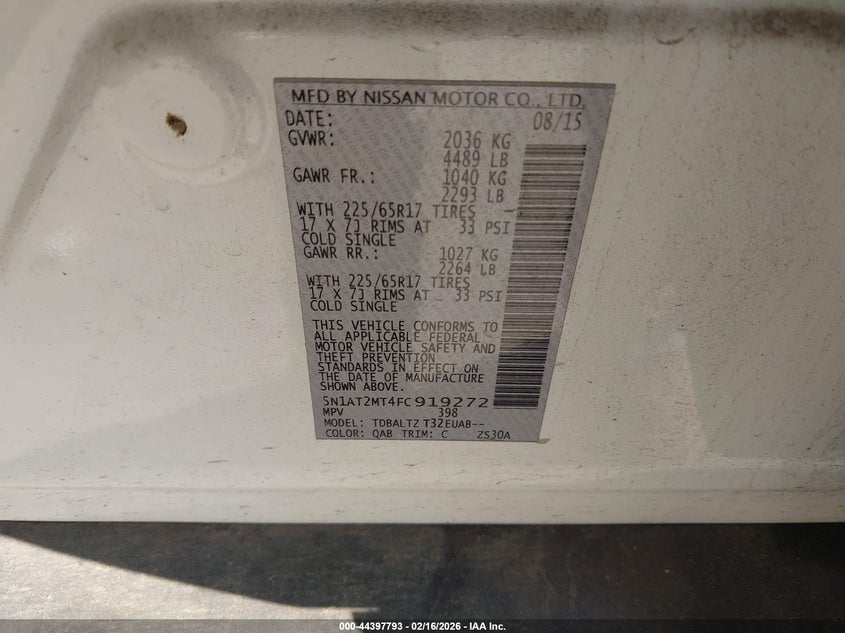 MFD BY NISSAN MOTOR CO., LTD.
DATE: 08/15
GVWR: 2036 KG
4489 LB
GAWR FR.: 1040 KG
2293 LB
WITH 225/65R17 TIRES
17 X 7J RIMS AT 33 PSI
COLD SINGLE
GAWR RR.: 1027 KG
2264 LB
WITH 225/65R17 TIRES
17 X 7J RIMS AT 33 PSI
COLD SINGLE
THIS VEHICLE CONFORMS TO
ALL APPLICABLE FEDERAL
MOTOR VEHICLE SAFETY AND
THEFT PREVENTION
STANDARDS IN EFFECT ON
THE DATE OF MANUFACTURE
SHOWN ABOVE.
5N1AT2MT4FC919272
MPV 398
MODEL: TDBALTZ T32EUAB--
COLOR: QAB TRIM: C ZS30A
000-44397793 - 02/16/2026 - IAA Inc.